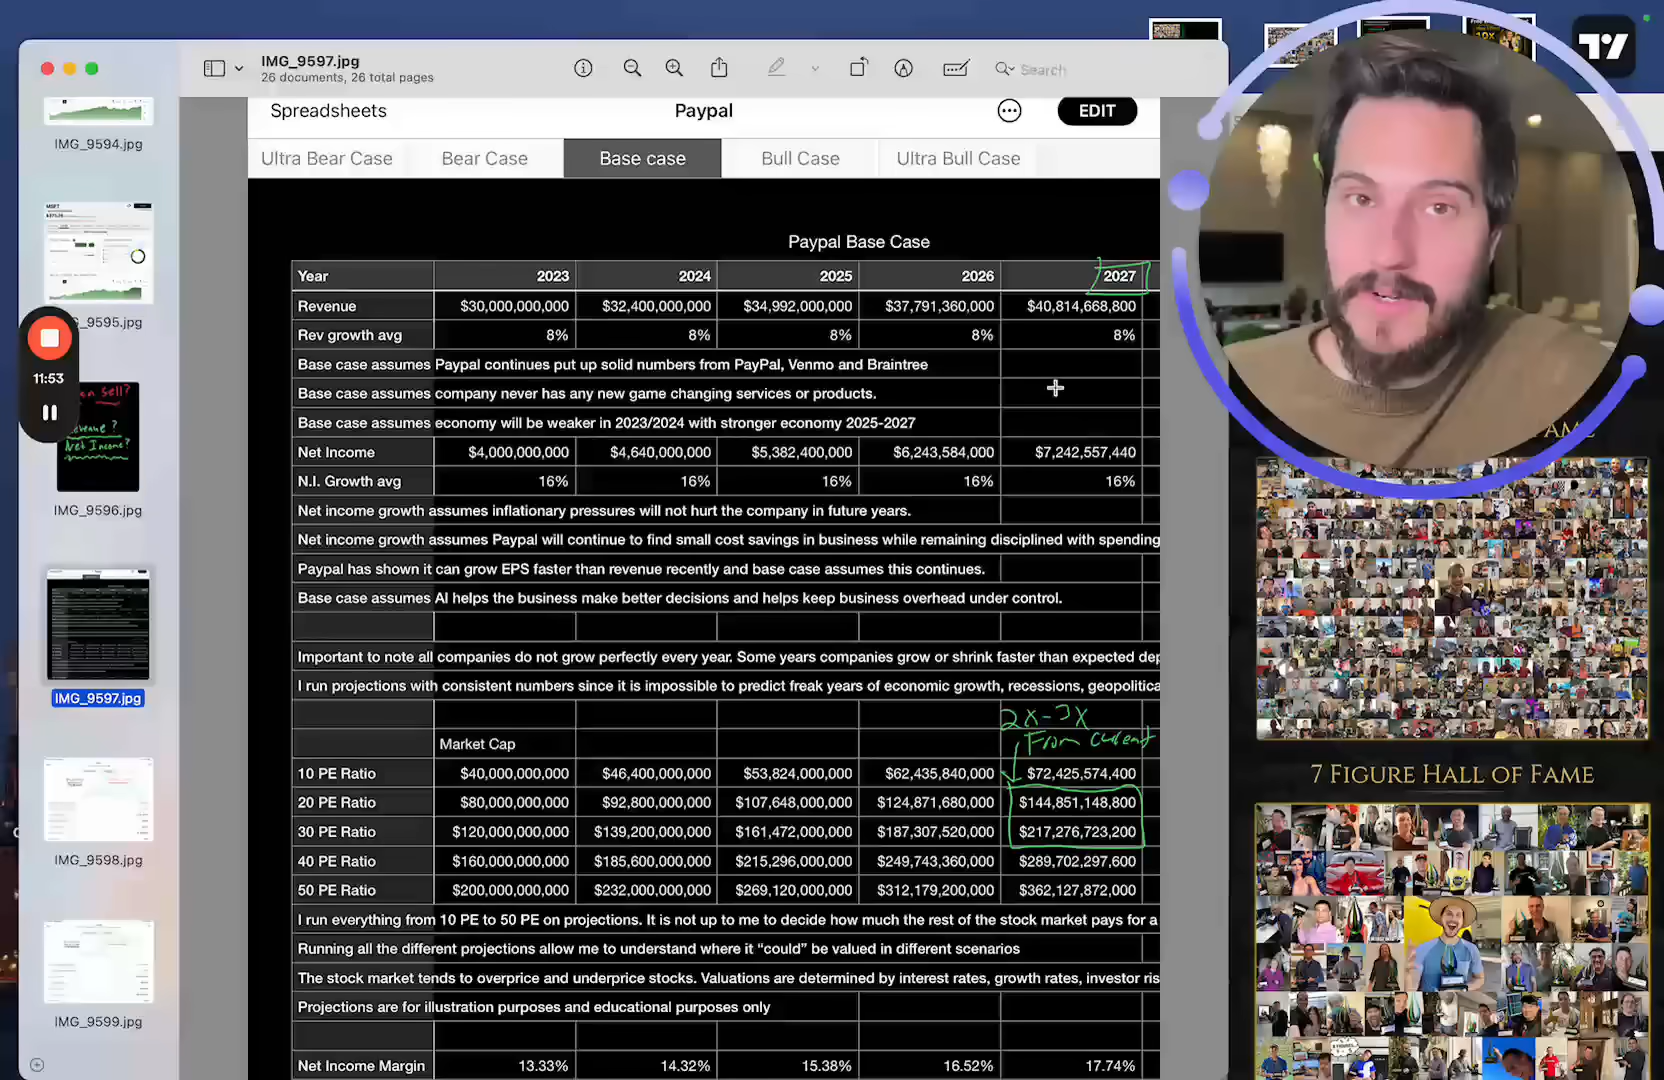 IMG_9597.jpg
26 documents, 26 total pages
Search
Spreadsheets
Paypal
EDIT
Ultra Bear Case
Bear Case
Base case
Bull Case
Ultra Bull Case
Paypal Base Case
Year 2023 2024 2025 2026 2027
Revenue $30,000,000,000 $32,400,000,000 $34,992,000,000 $37,791,360,000 $40,814,668,800
Rev growth avg 8% 8% 8% 8% 8%
Base case assumes Paypal continues put up solid numbers from PayPal, Venmo and Braintree
Base case assumes company never has any new game changing services or products.
Base case assumes economy will be weaker in 2023/2024 with stronger economy 2025-2027
Net Income $4,000,000,000 $4,640,000,000 $5,382,400,000 $6,243,584,000 $7,242,557,440
N.I. Growth avg 16% 16% 16% 16% 16%
Net income growth assumes inflationary pressures will not hurt the company in future years.
Net income growth assumes Paypal will continue to find small cost savings in business while remaining disciplined with spending
Paypal has shown it can grow EPS faster than revenue recently and base case assumes this continues.
Base case assumes AI helps the business make better decisions and helps keep business overhead under control.
Important to note all companies do not grow perfectly every year. Some years companies grow or shrink faster than expected dep
I run projections with consistent numbers since it is impossible to predict freak years of economic growth, recessions, geopolitica
2X-3X
From current
Market Cap
10 PE Ratio $40,000,000,000 $46,400,000,000 $53,824,000,000 $62,435,840,000 $72,425,574,400
20 PE Ratio $80,000,000,000 $92,800,000,000 $107,648,000,000 $124,871,680,000 $144,851,148,800
30 PE Ratio $120,000,000,000 $139,200,000,000 $161,472,000,000 $187,307,520,000 $217,276,723,200
40 PE Ratio $160,000,000,000 $185,600,000,000 $215,296,000,000 $249,743,360,000 $289,702,297,600
50 PE Ratio $200,000,000,000 $232,000,000,000 $269,120,000,000 $312,179,200,000 $362,127,872,000
I run everything from 10 PE to 50 PE on projections. It is not up to me to decide how much the rest of the stock market pays for a
Running all the different projections allow me to understand where it “could” be valued in different scenarios
The stock market tends to overprice and underprice stocks. Valuations are determined by interest rates, growth rates, investor ris
Projections are for illustration purposes and educational purposes only
Net Income Margin 13.33% 14.32% 15.38% 16.52% 17.74%
IMG_9594.jpg
MSFT
G_9595.jpg
11:53
sell?
venue?
Net Income?
IMG_9596.jpg
IMG_9597.jpg
IMG_9598.jpg
IMG_9599.jpg
AME
7 FIGURE HALL OF FAME